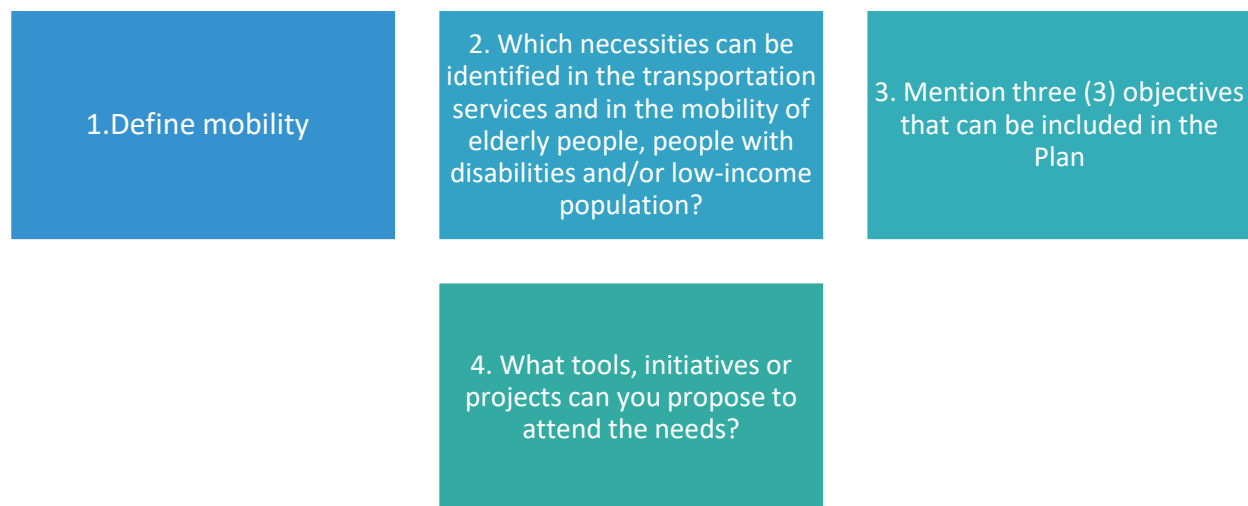 1.Define mobility
2. Which necessities can be
identified in the transportation
services and in the mobility of
elderly people, people with
disabilities and/or low-income
population?
3. Mention three (3) objectives
that can be included in the
Plan
4. What tools, initiatives or
projects can you propose to
attend the needs?